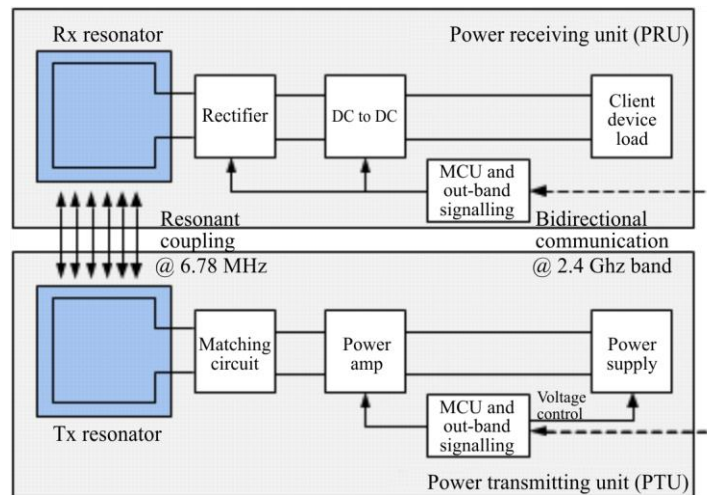 Rx resonator
Power receiving unit (PRU)
Rectifier
DC to DC
Client
device
load
MCU and
out-band
signalling
Resonant
coupling
@ 6.78 MHz
Bidirectional
communication
@ 2.4 Ghz band
Matching
circuit
Power
amp
Power
supply
Voltage
control
MCU and
out-band
signalling
Tx resonator
Power transmitting unit (PTU)